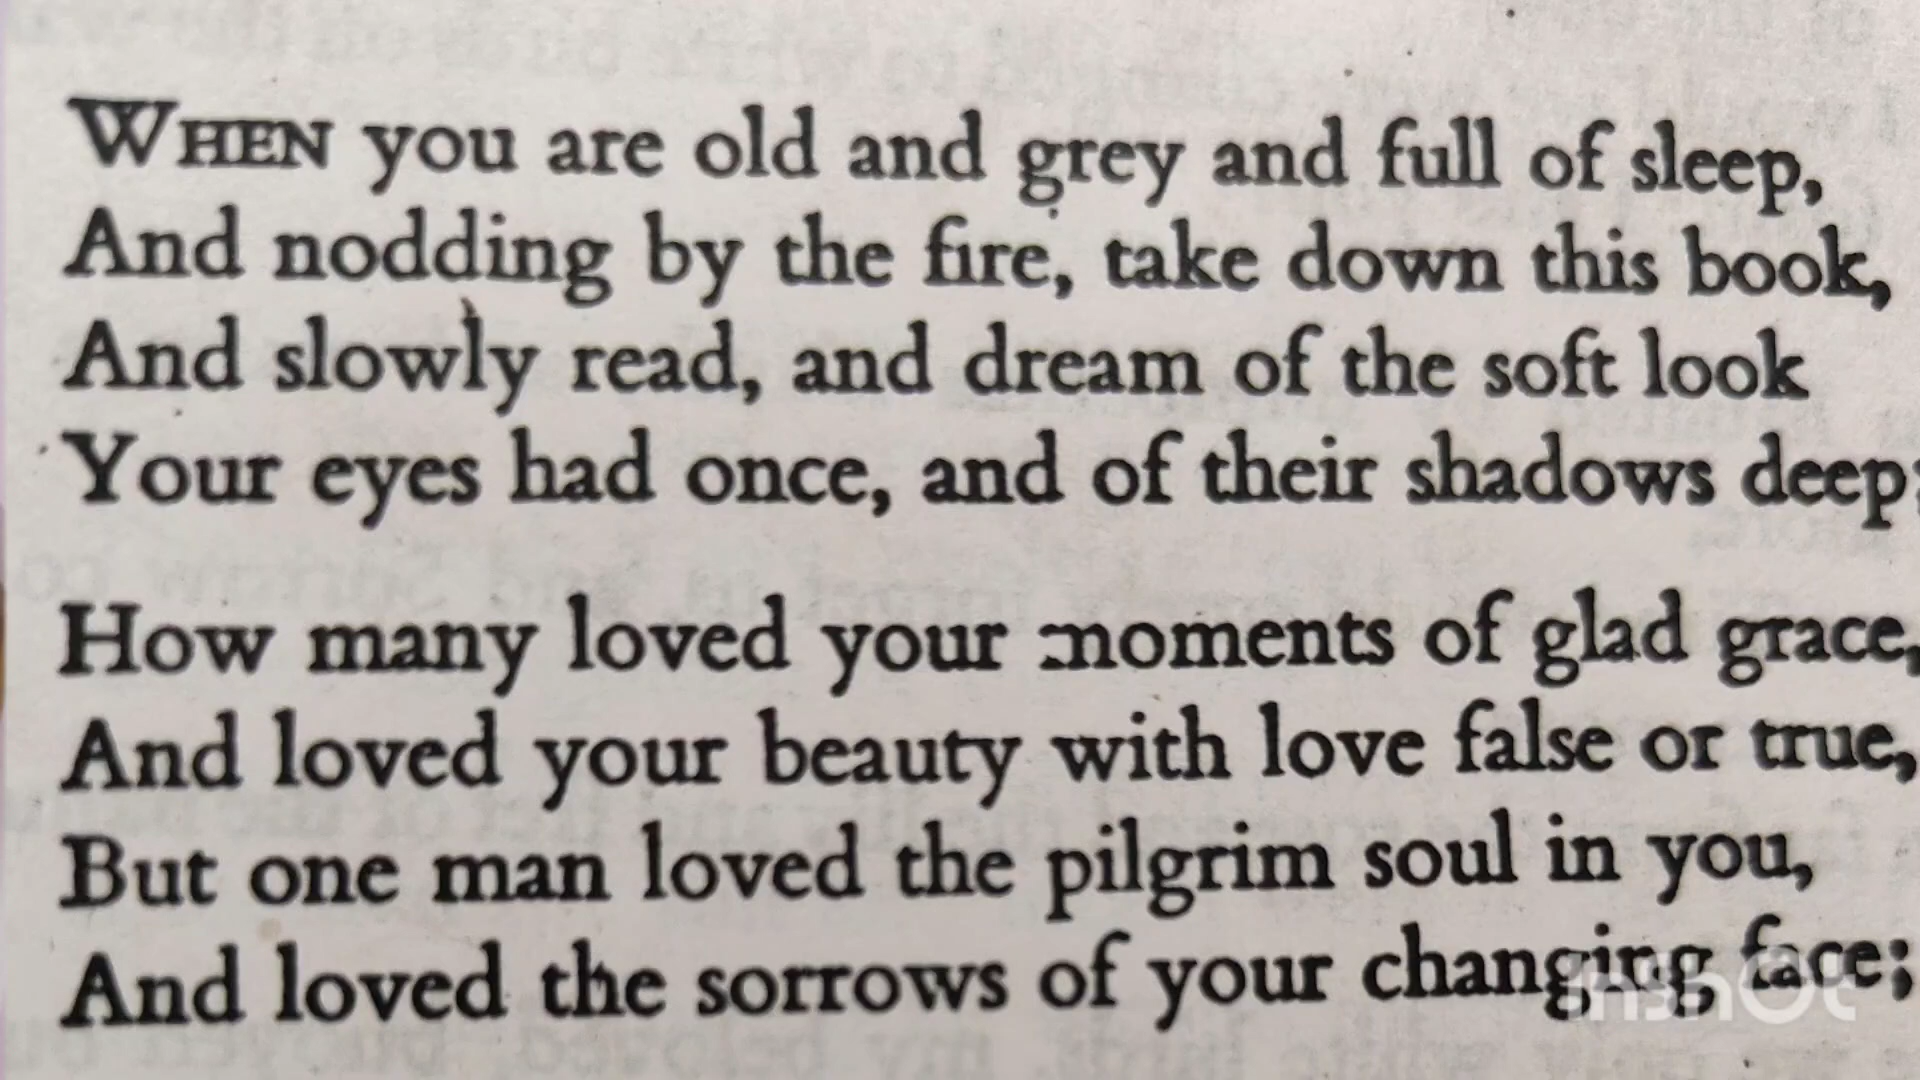 WHEN you are old and grey and full of sleep,
And nodding by the fire, take down this book,
And slowly read, and dream of the soft look
Your eyes had once, and of their shadows deep;
How many loved your moments of glad grace,
And loved your beauty with love false or true,
But one man loved the pilgrim soul in you,
And loved the sorrows of your changing face;
InShOt